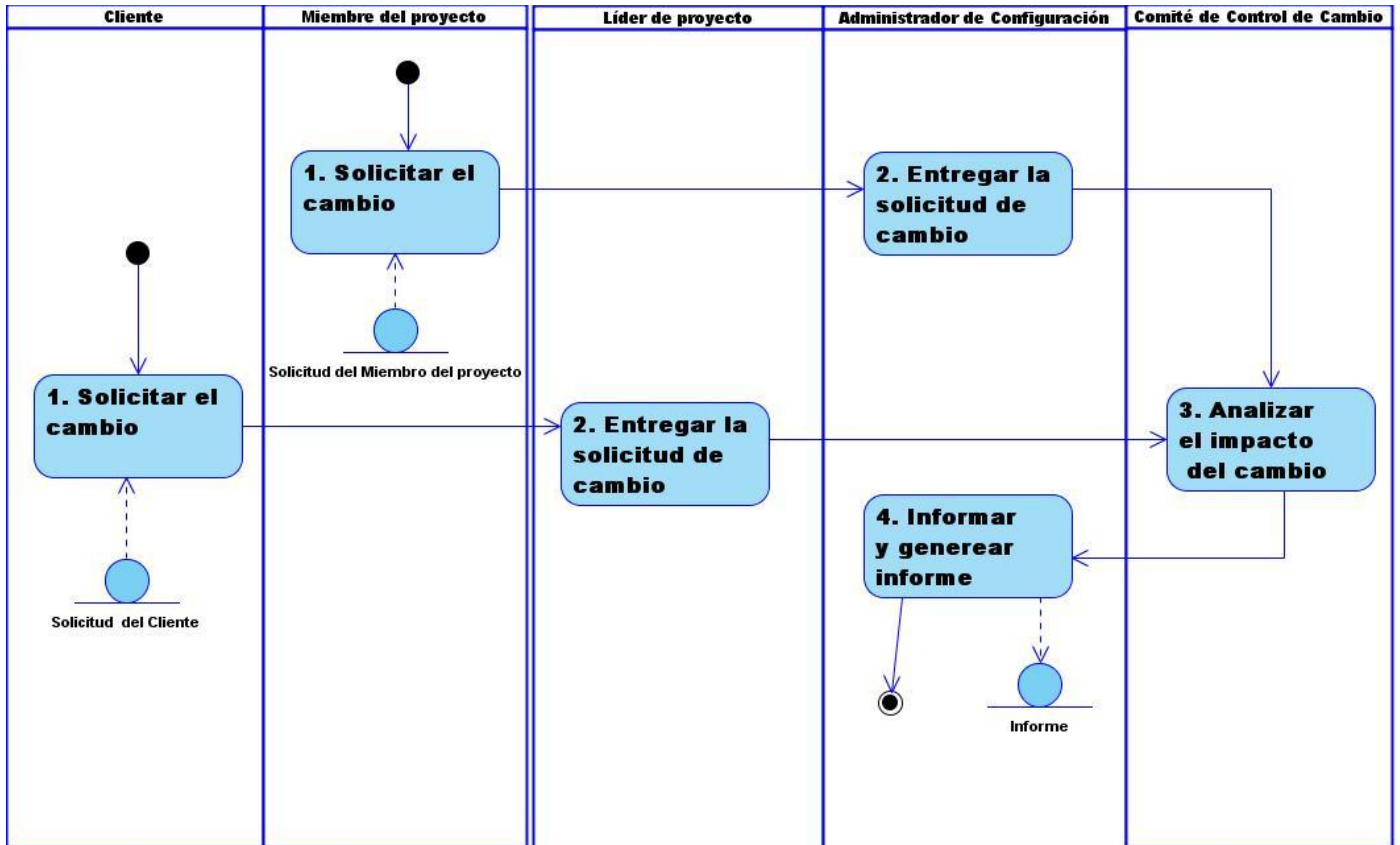 Cliente
Miembre del proyecto
Líder de proyecto
Administrador de Configuración
Comité de Control de Cambio
1. Solicitar el
cambio
2. Entregar la
solicitud de
cambio
Solicitud del Miembro del proyecto
1. Solicitar el
cambio
2. Entregar la
solicitud de
cambio
3. Analizar
el impacto
del cambio
4. Informar
y generear
informe
Solicitud del Cliente
Informe